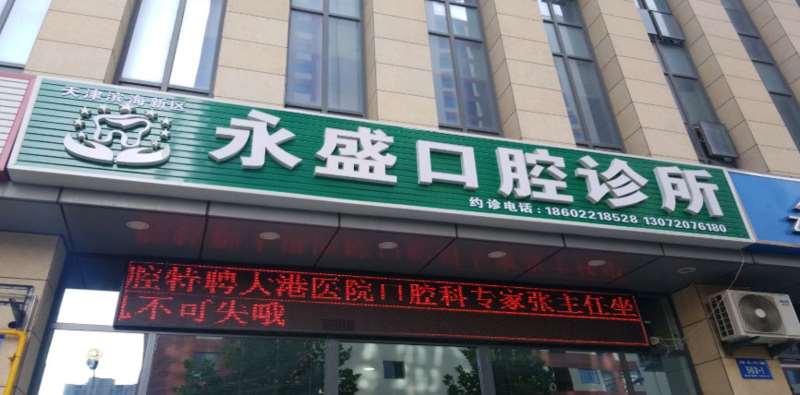 天津滨海新区
永盛口腔诊所
约诊电话：18602218528 13072076180
腔特聘大港医院口腔科专家张主任坐
不可失哦